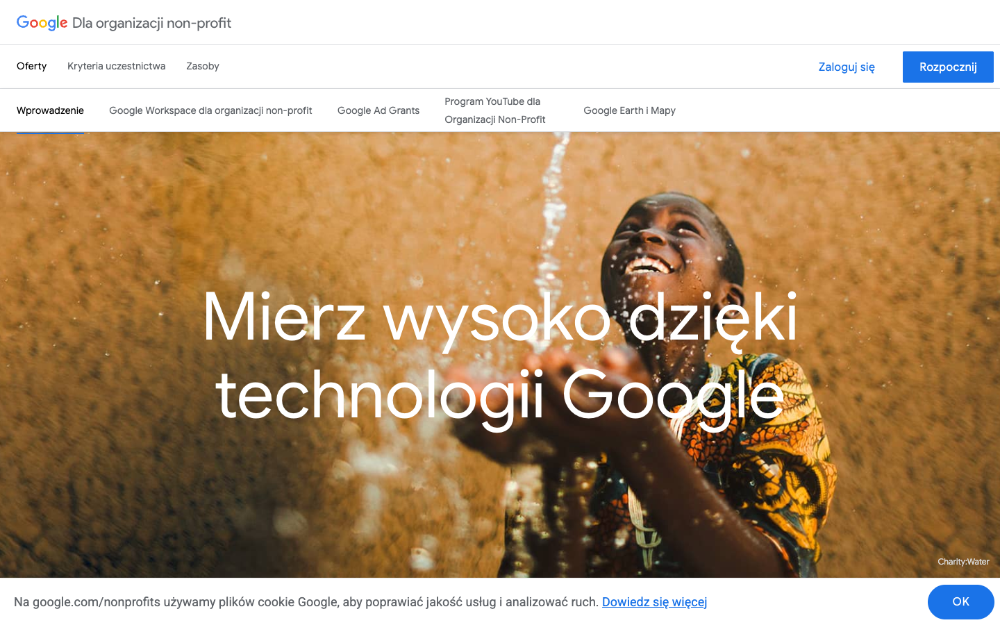 Google Dla organizacji non-profit
Oferty
Kryteria uczestnictwa
Zasoby
Zaloguj się
Rozpocznij
Wprowadzenie
Google Workspace dla organizacji non-profit
Google Ad Grants
Program YouTube dla
Organizacji Non-Profit
Google Earth i Mapy
Mierz wysoko dzięki
technologii Google
Charity:Water
Na google.com/nonprofits używamy plików cookie Google, aby poprawiać jakość usług i analizować ruch. Dowiedz się więcej
OK